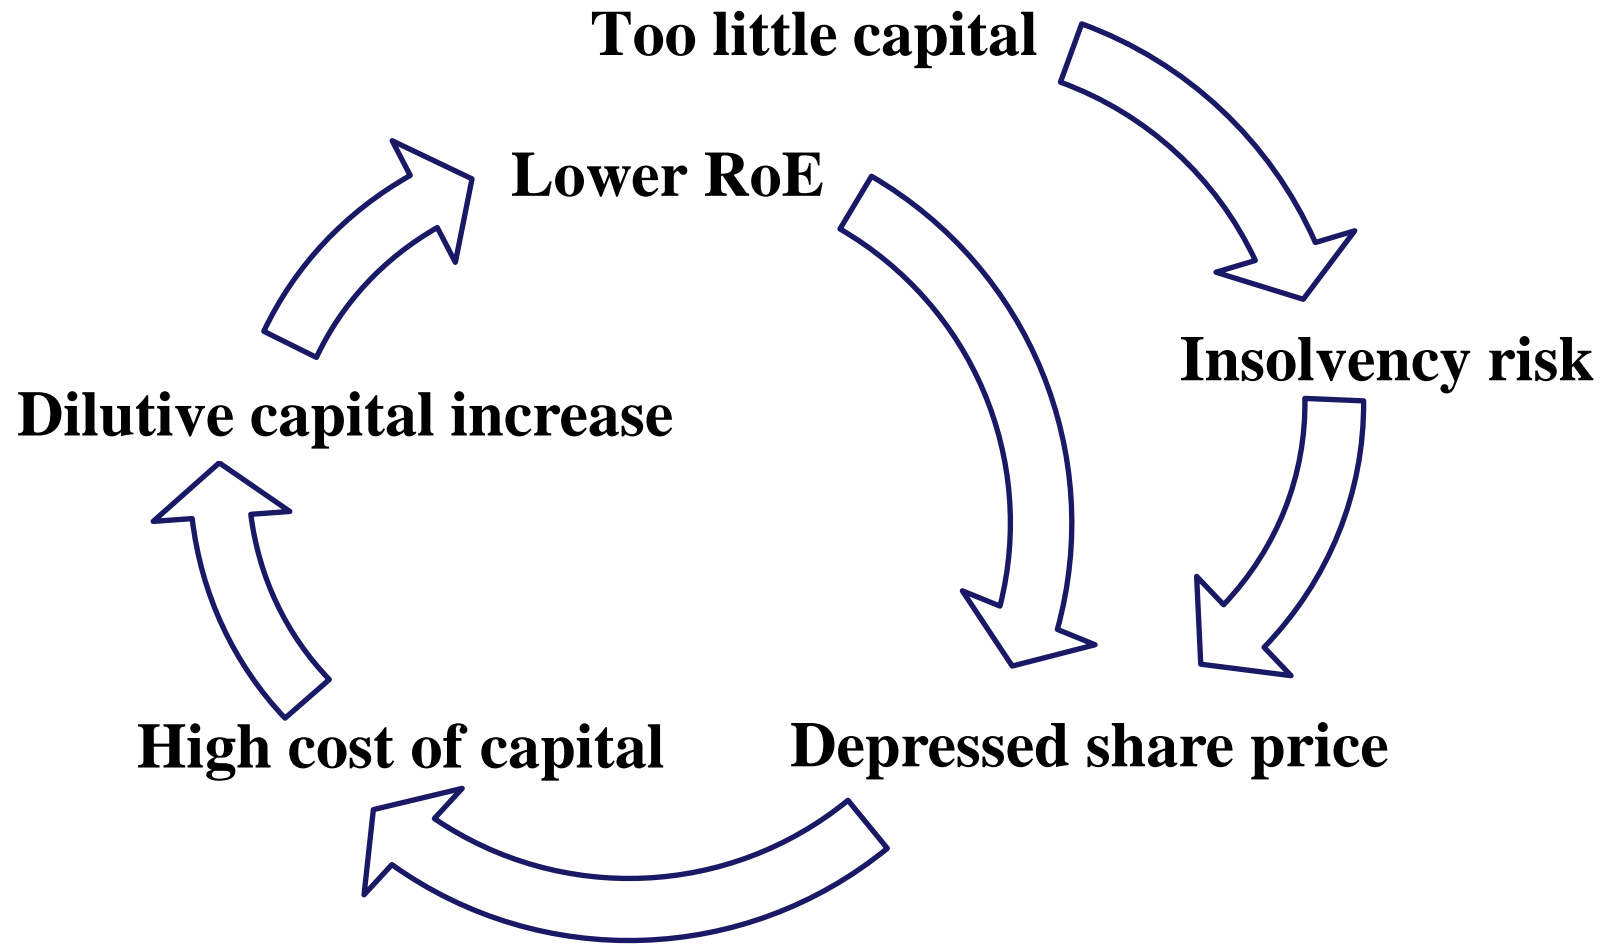 Too little capital
Lower RoE
Insolvency risk
Dilutive capital increase
High cost of capital
Depressed share price